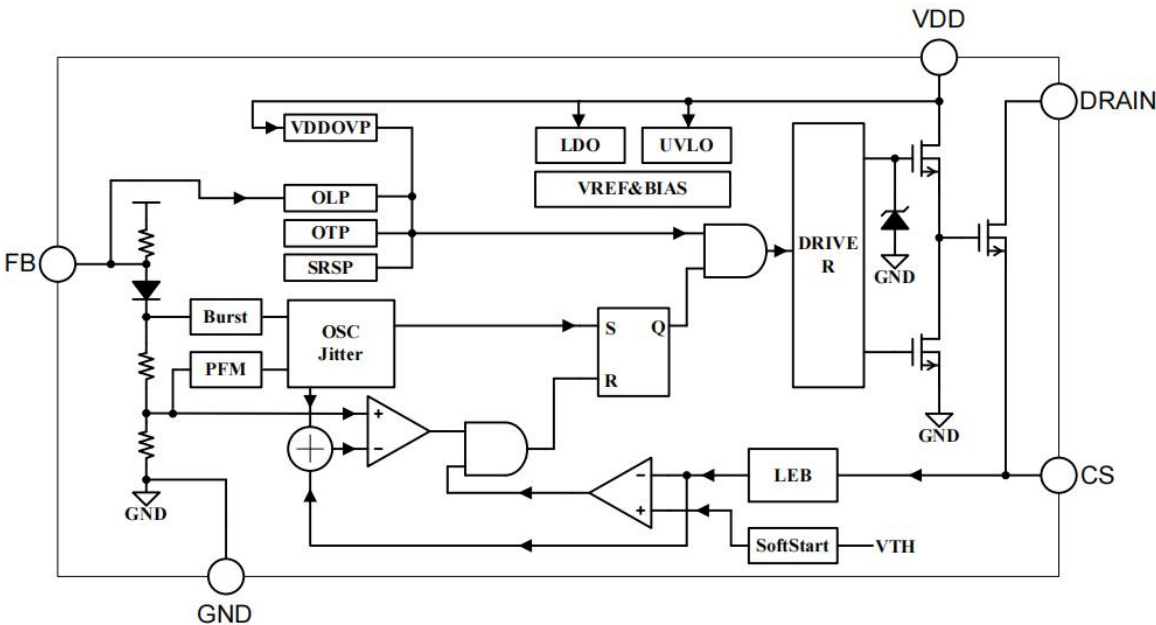 VDD
DRAIN
VDDOVP
LDO
UVLO
VREF&BIAS
OLP
OTP
SRSP
DRIVE
R
GND
FB
Burst
OSC
Jitter
PFM
S
Q
R
+
−
GND
−
+
LEB
CS
GND
SoftStart
VTH
GND